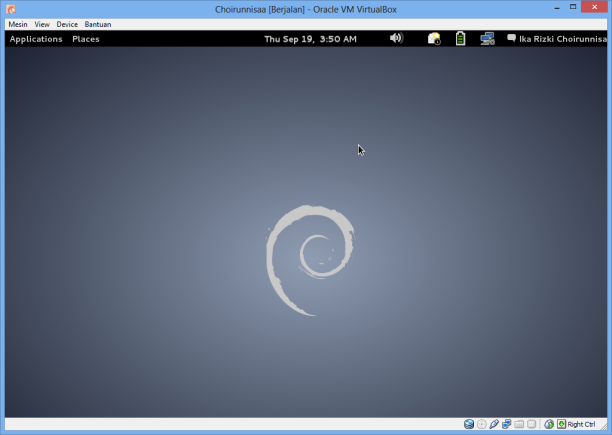 Choirunnisaa [Berjalan] - Oracle VM VirtualBox
Mesin View Device Bantuan
Applications Places Thu Sep 19, 3:50 AM Ika Rizki Choirunnisa
Right Ctrl